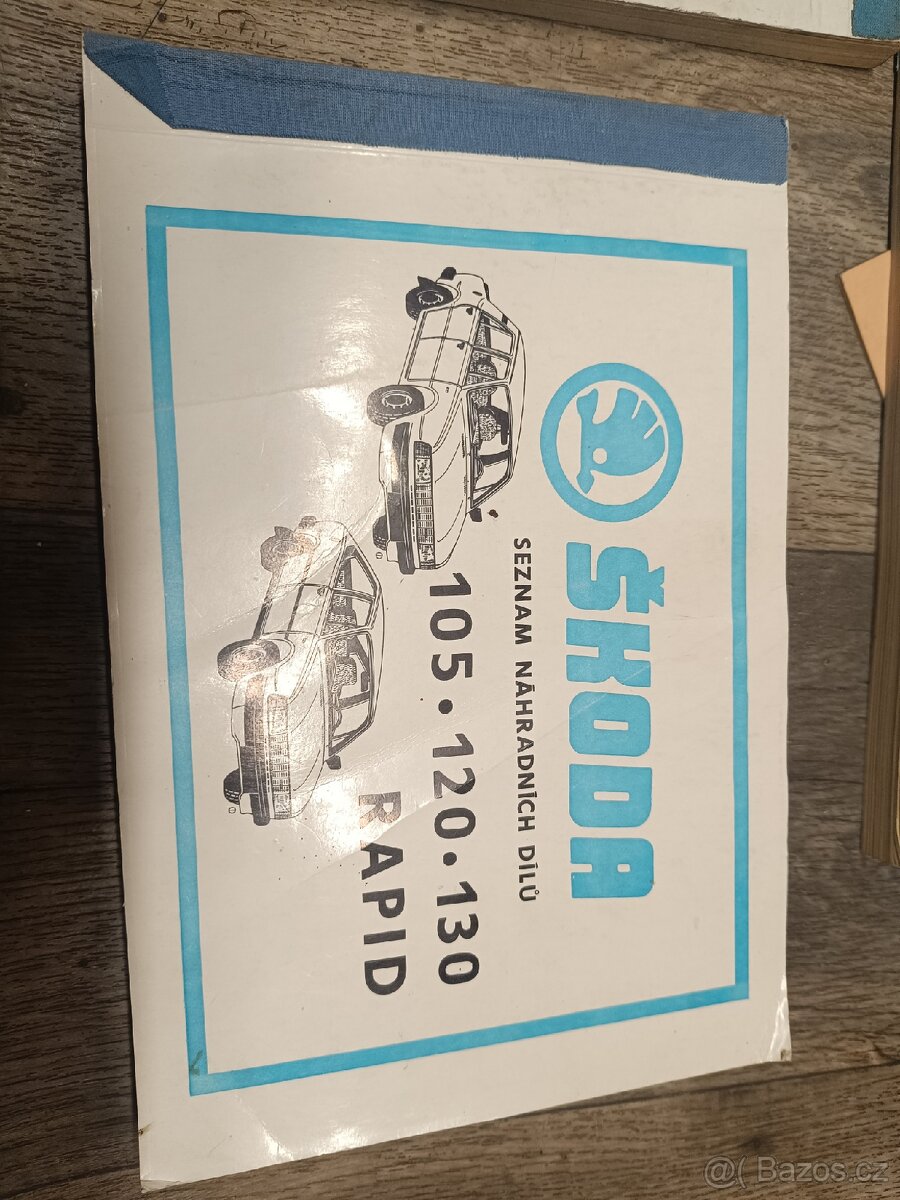 ŠKODA
SEZNAM NÁHRADNÍCH DÍLŮ
105 • 120 • 130
RAPID
@( Bazos.cz